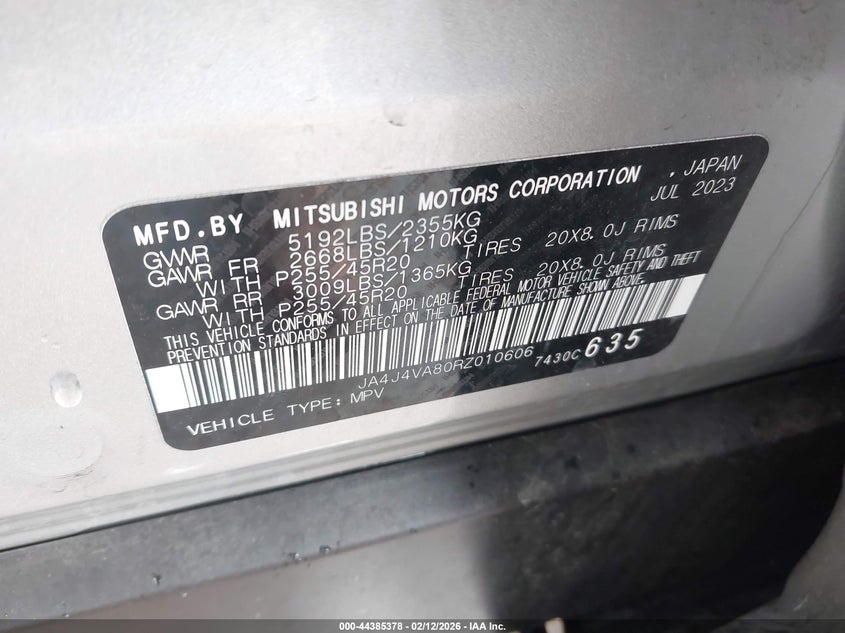 MFD.BY MITSUBISHI MOTORS CORPORATION , JAPAN
GVWR 5192LBS/2355KG JUL 2023
GAWR FR 2668LBS/1210KG
WITH P255/45R20 TIRES 20X8.0J RIMS
GAWR RR 3009LBS/1365KG
WITH P255/45R20 TIRES 20X8.0J RIMS
THIS VEHICLE CONFORMS TO ALL APPLICABLE FEDERAL MOTOR VEHICLE SAFETY AND THEFT
PREVENTION STANDARDS IN EFFECT ON THE DATE OF MANUFACTURE SHOWN ABOVE.
JA4J4VA80RZ010606 7430C 635
VEHICLE TYPE: MPV
000-44385378 - 02/12/2026 - IAA Inc.